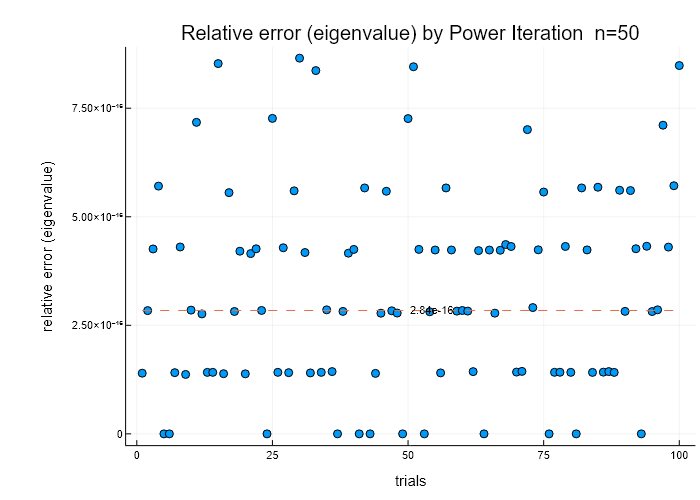 Relative error (eigenvalue) by Power Iteration n=50
relative error (eigenvalue)
7.50×10⁻¹⁶
5.00×10⁻¹⁶
2.84e-16
2.50×10⁻¹⁶
0
0 25 50 75 100
trials